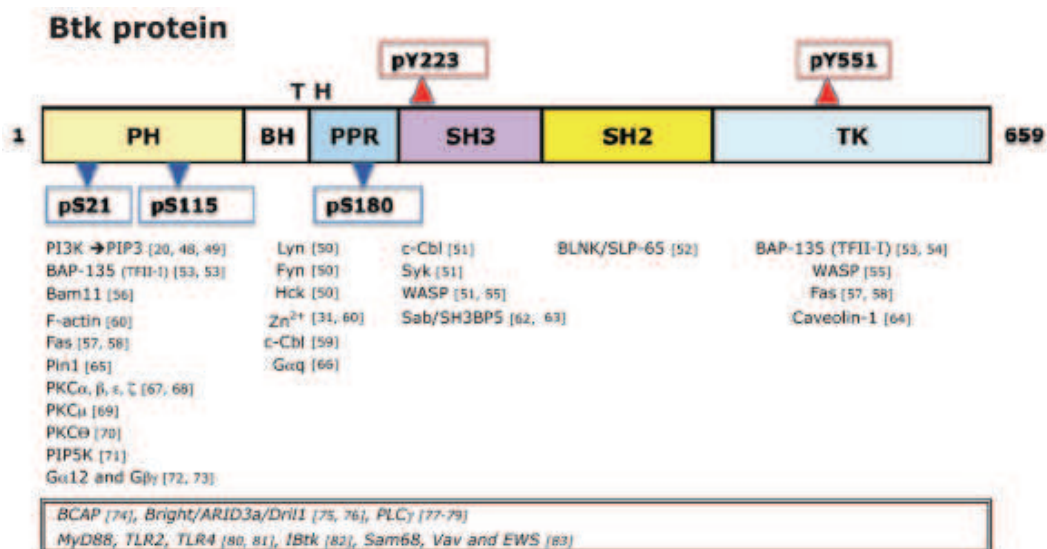 Btk protein
pY223 pY551
T H
1 PH BH PPR SH3 SH2 TK 659
pS21 pS115 pS180
PI3K ➔PIP3 [20, 48, 49] Lyn [50] c-Cbl [51] BLNK/SLP-65 [52] BAP-135 (TFII-I) [53, 54]
BAP-135 (TFII-I) [53, 53] Fyn [50] Syk [51] WASP [55]
Bam11 [56] Hck [50] WASP [51, 55] Fas [57, 58]
F-actin [60] Zn²⁺ [31, 60] Sab/SH3BP5 [62, 63] Caveolin-1 [64]
Fas [57, 58] c-Cbl [59]
Pin1 [65] Gαq [66]
PKCα, β, ε, ζ [67, 68]
PKCμ [69]
PKCΘ [70]
PIP5K [71]
Gα12 and Gβγ [72, 73]
BCAP [74], Bright/ARID3a/Dril1 [75, 76], PLCγ [77-79]
MyD88, TLR2, TLR4 [80, 81], IBtk [82], Sam68, Vav and EWS [83]